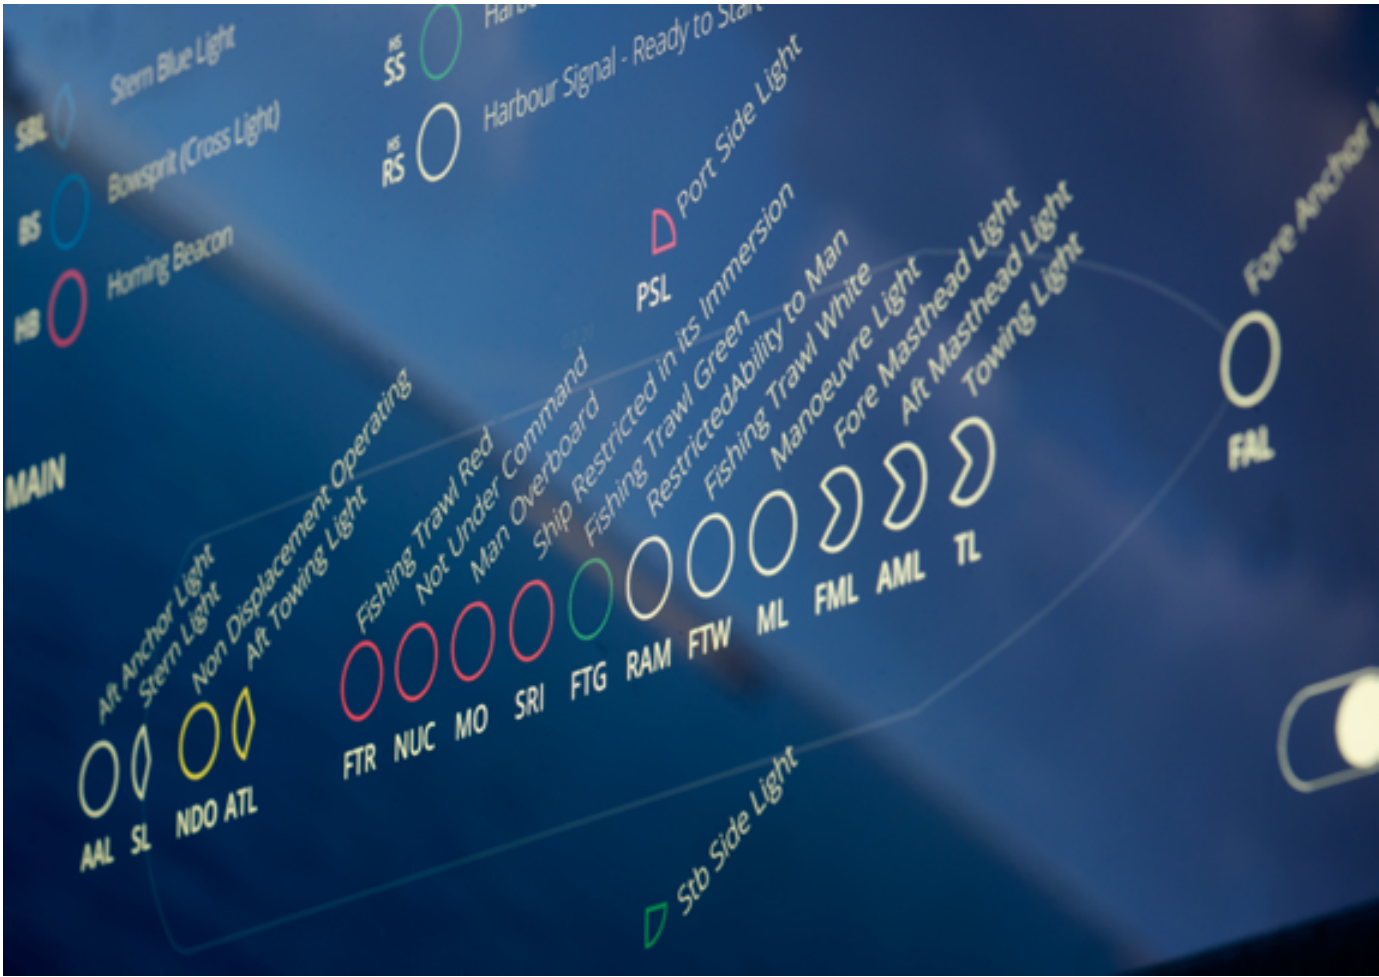 Stern Blue Light
SBL
Bowsprit (Cross Light)
BS
Homing Beacon
HB
HS
SS
Harbour Signal - Ready to Start
HS
RS
Port Side Light
PSL
MAIN
Aft Anchor Light
AAL
Stern Light
SL
Non Displacement Operating
NDO
Aft Towing Light
ATL
Fishing Trawl Red
FTR
Not Under Command
NUC
Man Overboard
MO
Ship Restricted in its Immersion
SRI
Fishing Trawl Green
FTG
RestrictedAbility to Man
RAM
Fishing Trawl White
FTW
Manoeuvre Light
ML
Fore Masthead Light
FML
Aft Masthead Light
AML
Towing Light
TL
Fore Anchor
FAL
Stb Side Light